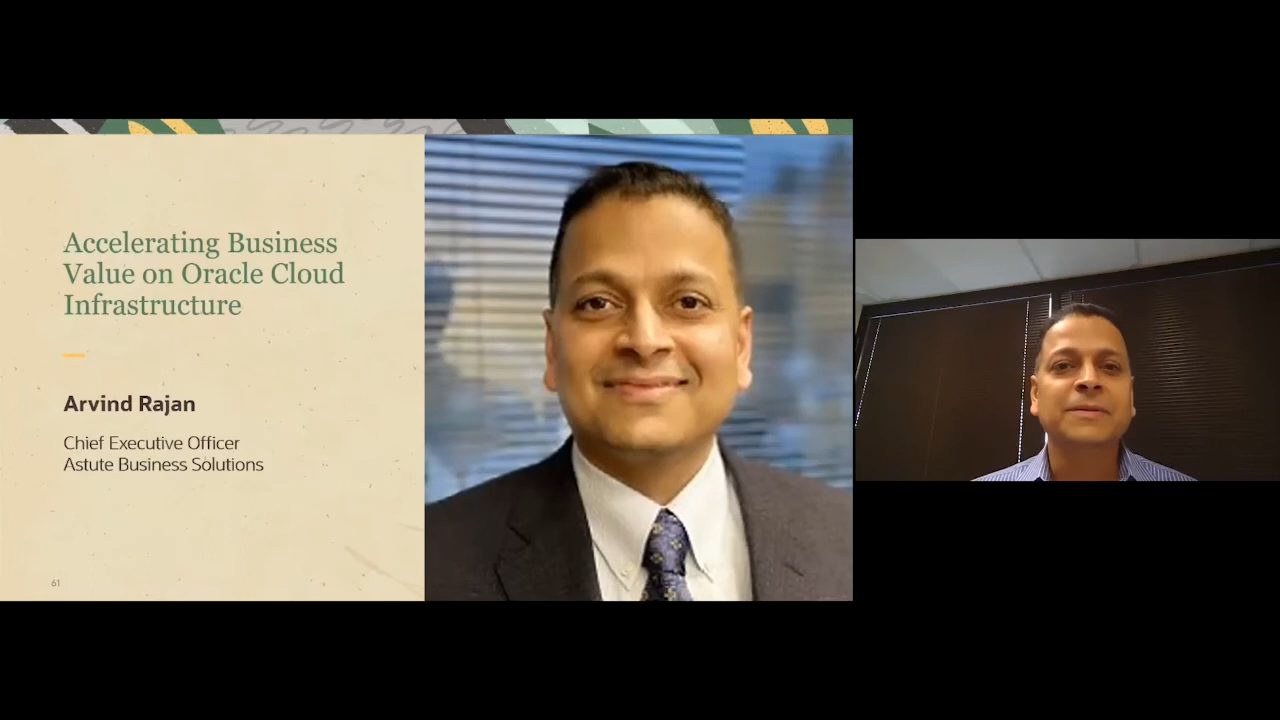 Accelerating Business
Value on Oracle Cloud
Infrastructure
Arvind Rajan
Chief Executive Officer
Astute Business Solutions
61